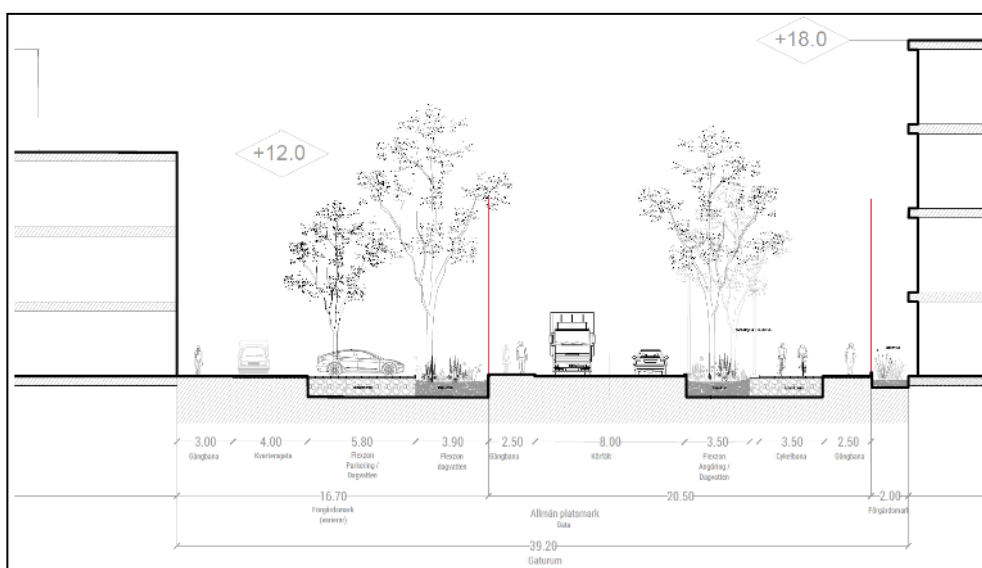 +18.0
+12.0
3.00
4.00
5.80
3.90
2.50
8.00
3.50
3.50
2.50
Gångbana
Kvartersgata
Flexzon
Parkering /
Dagvatten
Flexzon
dagvatten
Gångbana
Körfält
Flexzon
Angöring /
Dagvatten
Cykelbana
Gångbana
16.70
20.50
2.00
Förgårdsmark
(varierar)
Allmän platsmark
Gata
Förgårdsmark
39.20
Gaturum